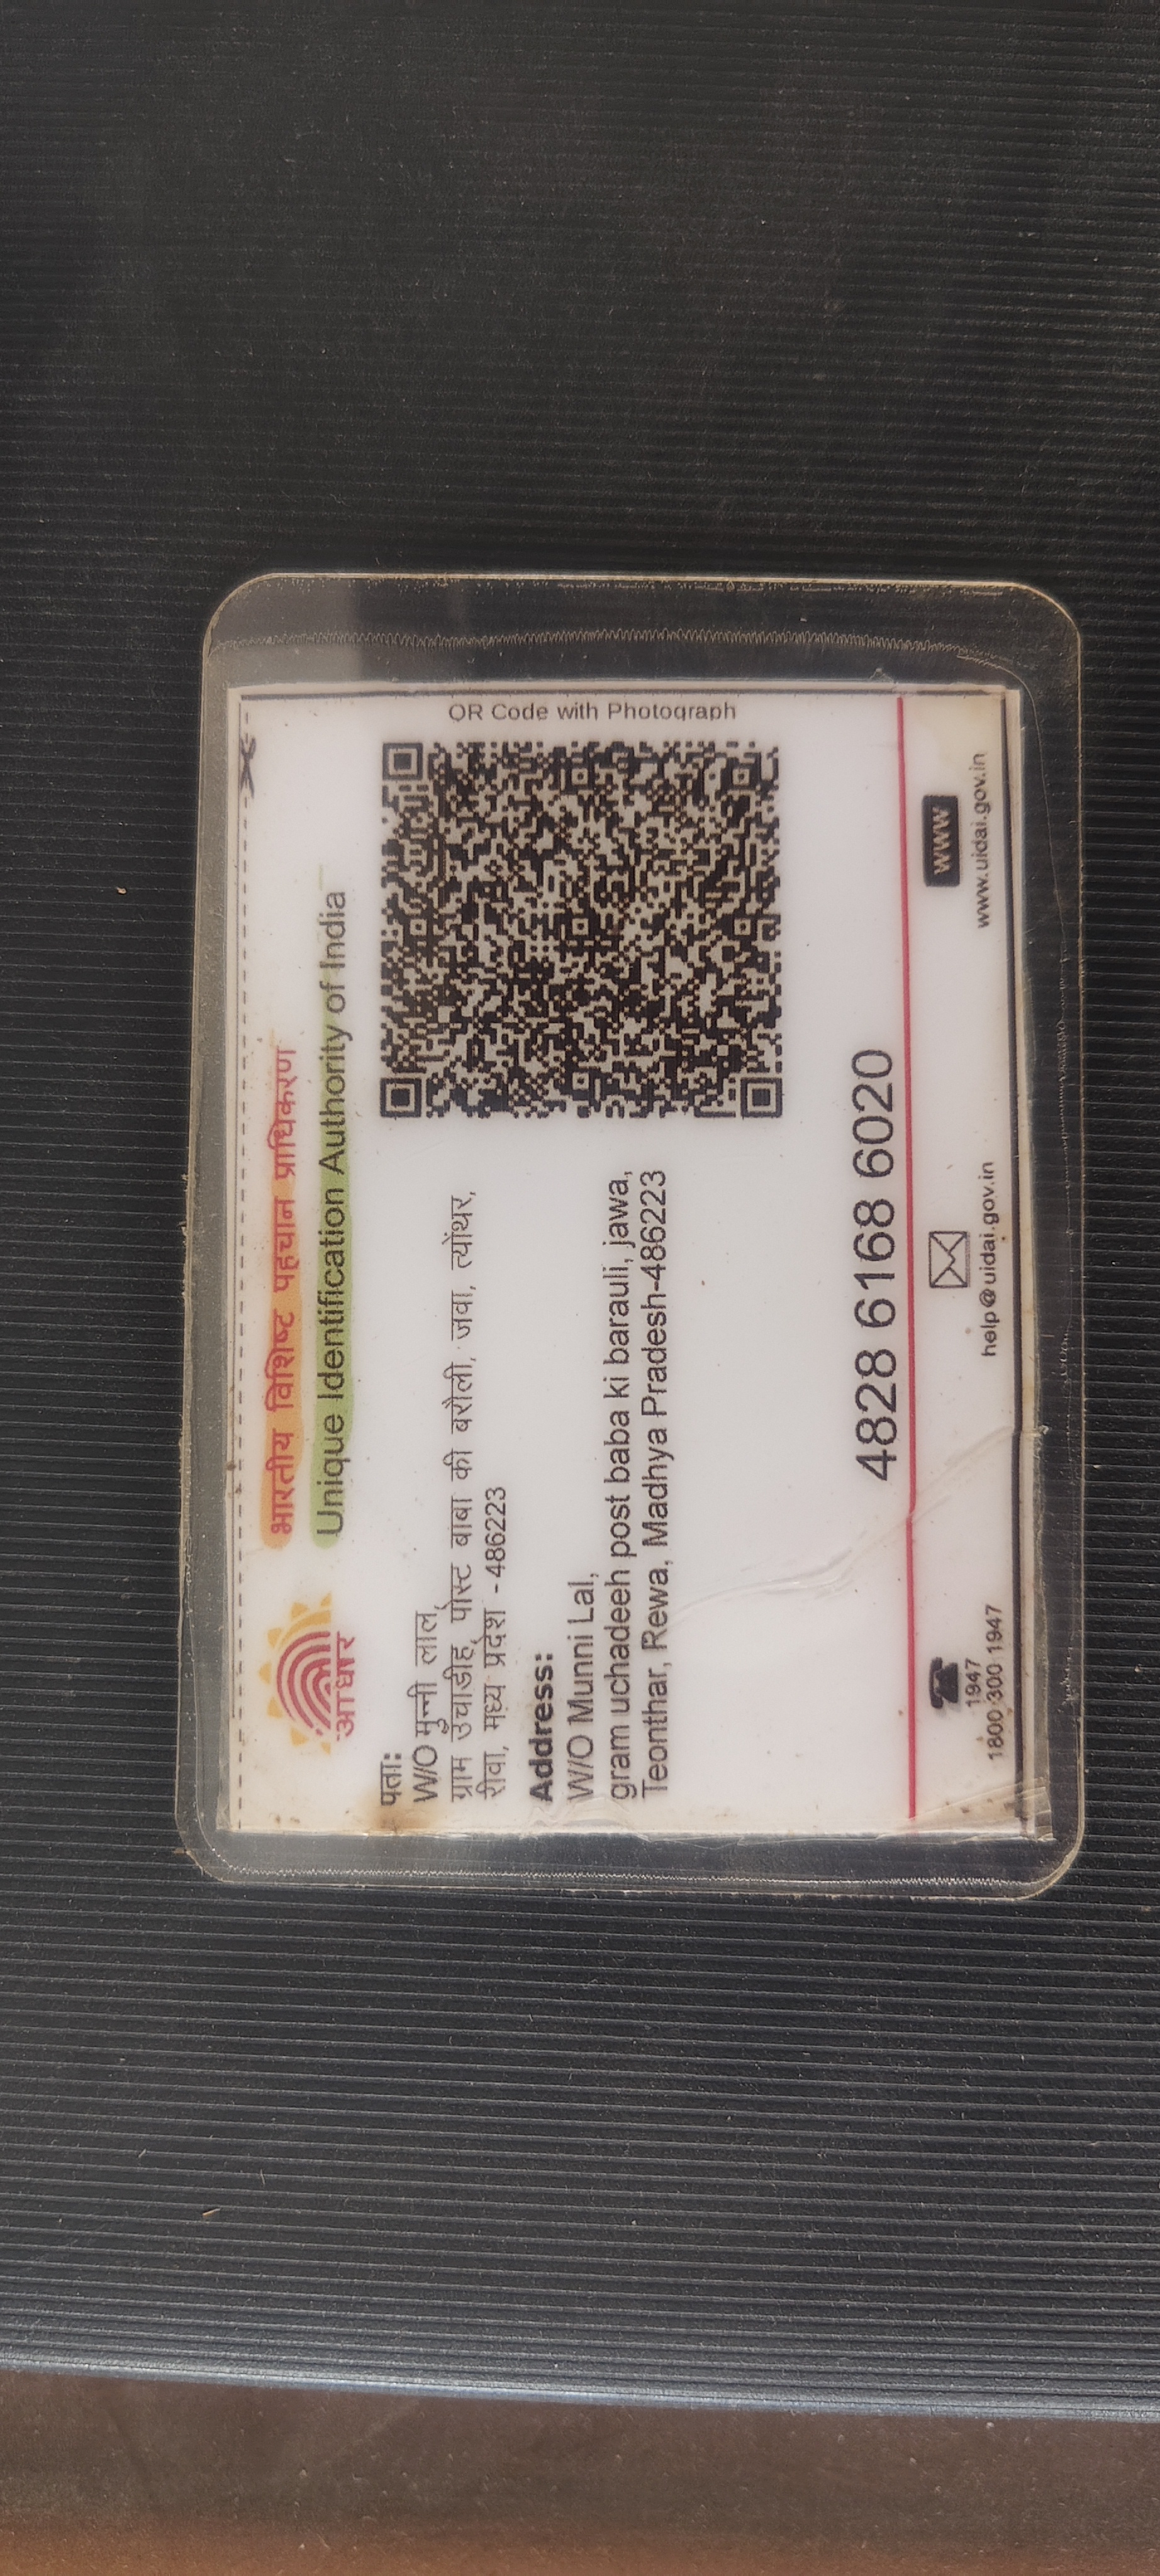 भारतीय विशिष्ट पहचान प्राधिकरण
Unique Identification Authority of India
आधार
पता:
W/O मुन्नी लाल,
ग्राम उचाडीह, पोस्ट बाबा की बरौली, जवा, त्योंथर,
रीवा, मध्य प्रदेश - 486223
Address:
W/O Munni Lal,
gram uchadeeh post baba ki barauli, jawa,
Teonthar, Rewa, Madhya Pradesh-486223
QR Code with Photograph
4828 6168 6020
1947
1800 300 1947
help@uidai.gov.in
www
www.uidai.gov.in